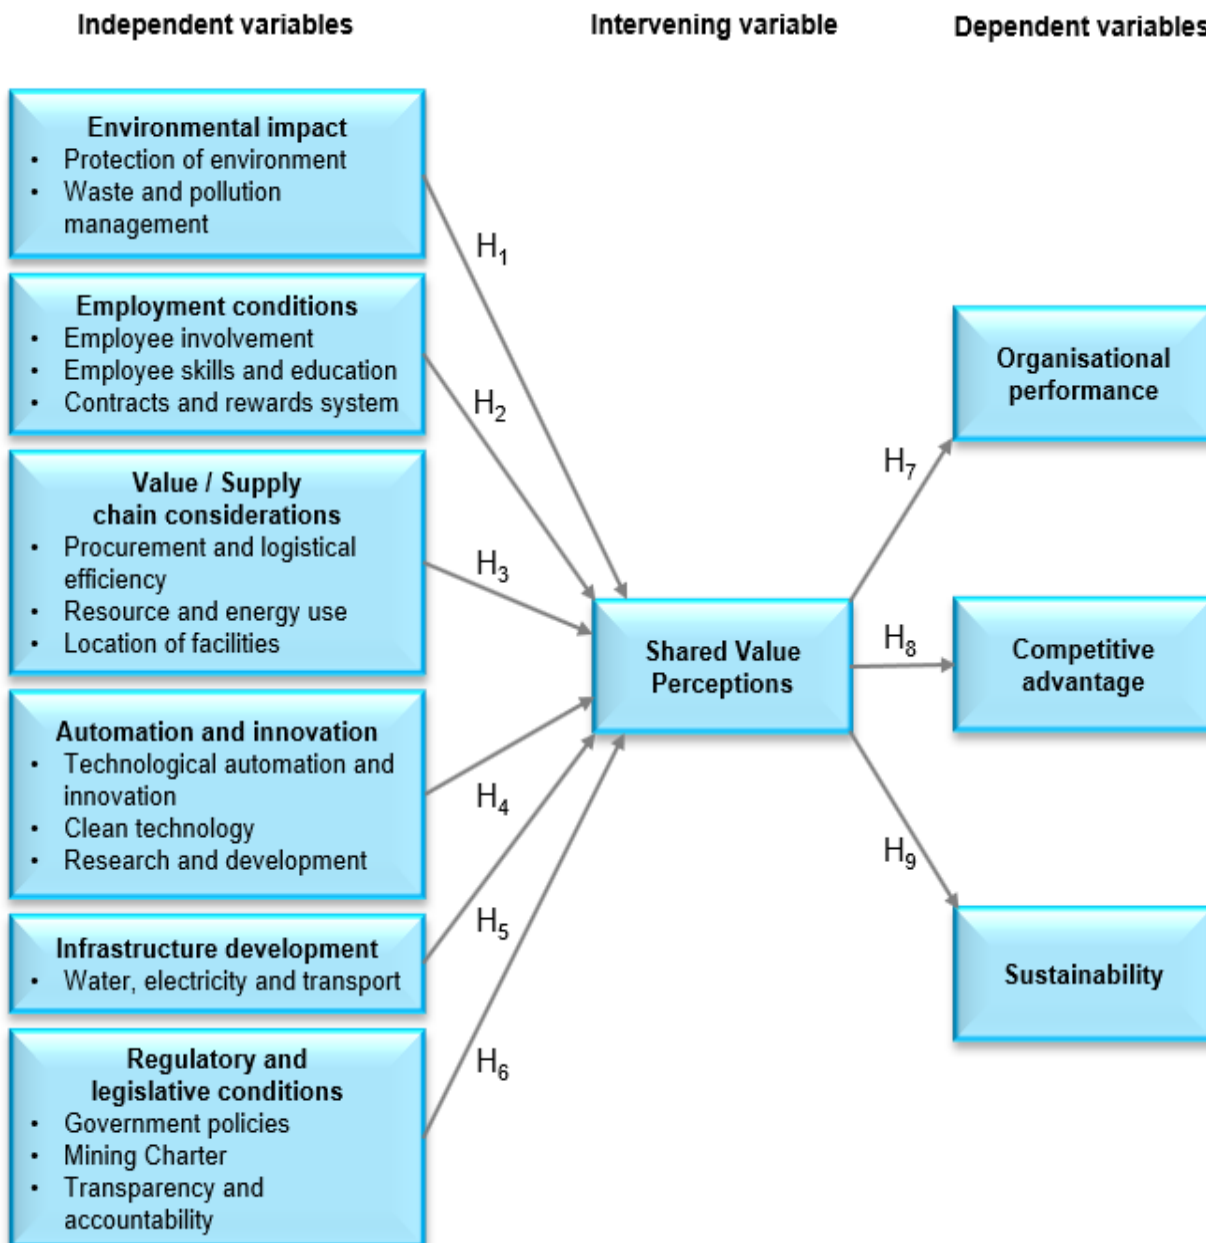 Independent variables
Intervening variable
Dependent variables
Environmental impact
• Protection of environment
• Waste and pollution
management
Employment conditions
• Employee involvement
• Employee skills and education
• Contracts and rewards system
Value / Supply
chain considerations
• Procurement and logistical
efficiency
• Resource and energy use
• Location of facilities
Automation and innovation
• Technological automation and
innovation
• Clean technology
• Research and development
Infrastructure development
• Water, electricity and transport
Regulatory and
legislative conditions
• Government policies
• Mining Charter
• Transparency and
accountability
H₁
H₂
H₃
H₄
H₅
H₆
Shared Value
Perceptions
H₇
H₈
H₉
Organisational
performance
Competitive
advantage
Sustainability